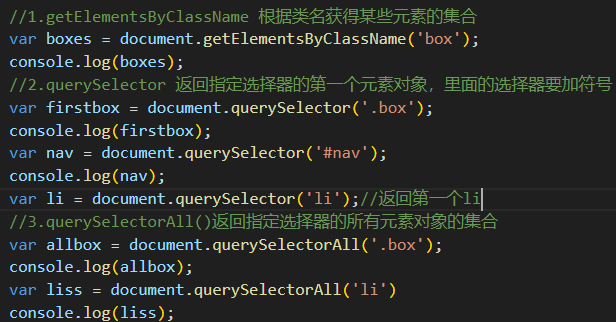 //1.getElementsByClassName 根据类名获得某些元素的集合
var boxes = document.getElementsByClassName('box');
console.log(boxes);
//2.querySelector 返回指定选择器的第一个元素对象，里面的选择器要加符号
var firstbox = document.querySelector('.box');
console.log(firstbox);
var nav = document.querySelector('#nav');
console.log(nav);
var li = document.querySelector('li');//返回第一个li
//3.querySelectorAll()返回指定选择器的所有元素对象的集合
var allbox = document.querySelectorAll('.box');
console.log(allbox);
var liss = document.querySelectorAll('li')
console.log(liss);